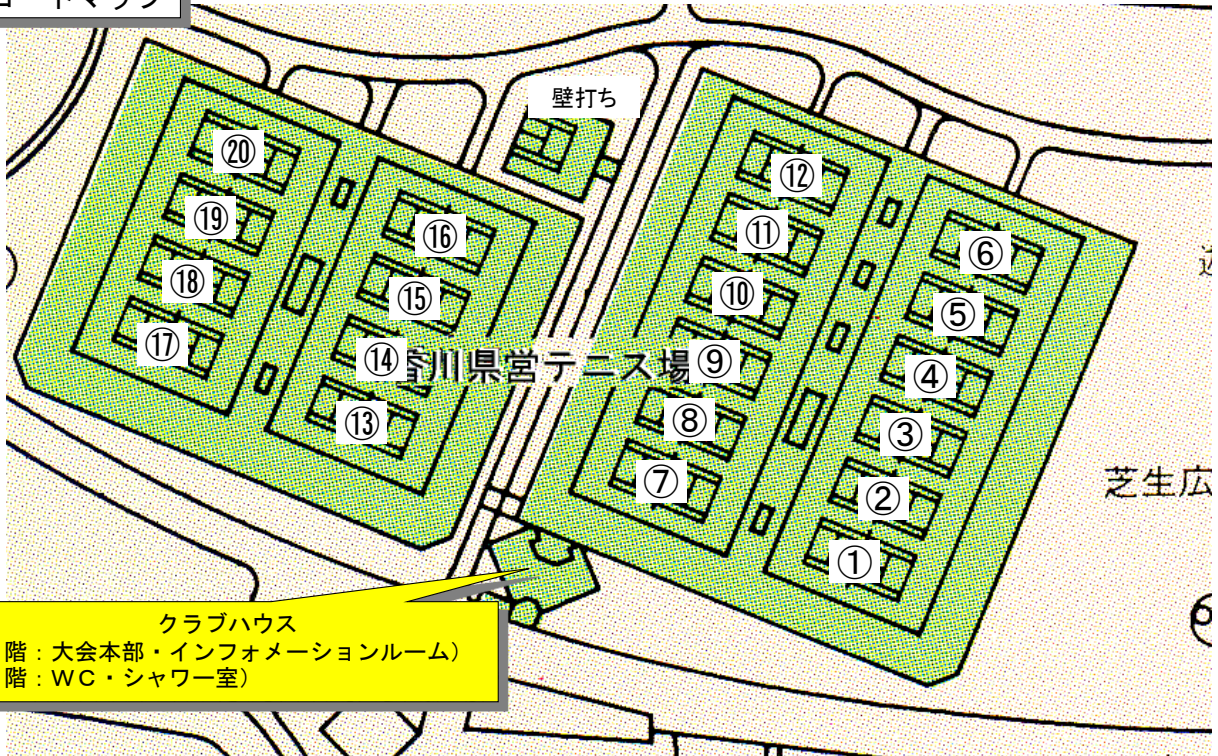 コートマップ
壁打ち
⑳
⑲
⑱
⑰
⑯
⑮
⑭
⑬
⑫
⑪
⑩
⑨
⑧
⑦
⑥
⑤
④
③
②
①
香川県営テニス場
芝生広
クラブハウス
階：大会本部・インフォメーションルーム）
階：ＷＣ・シャワー室）